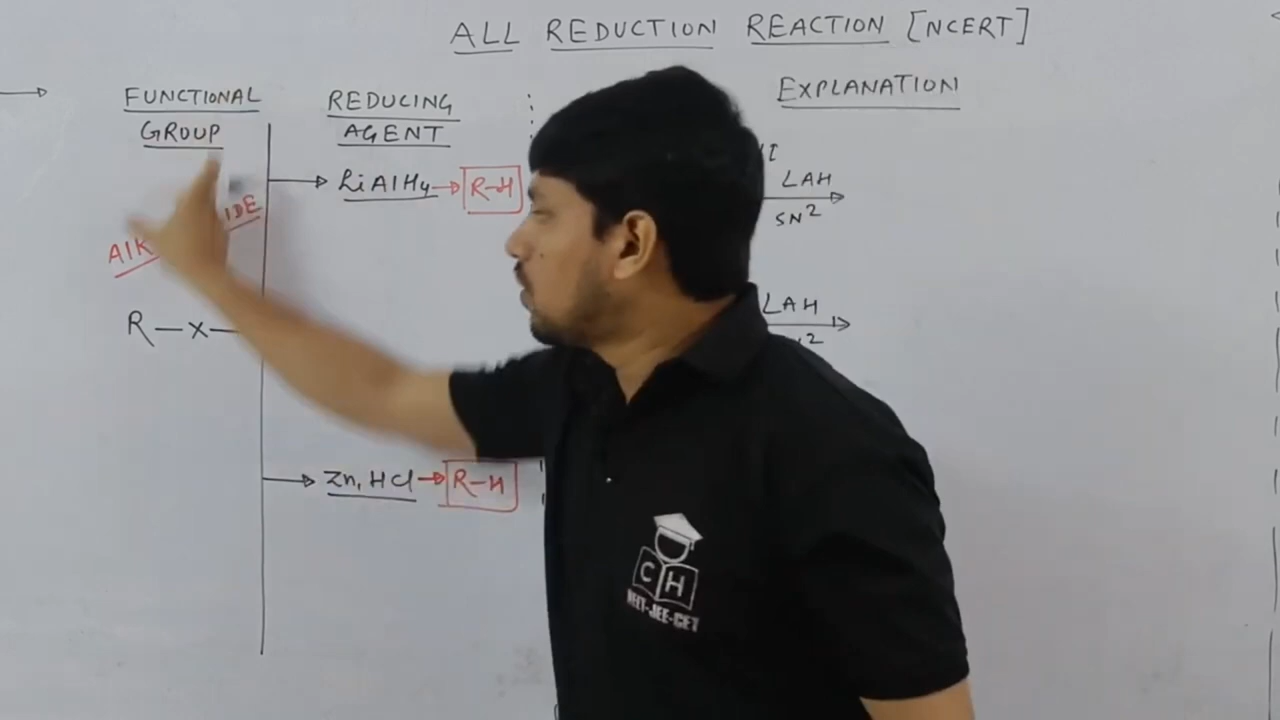 ALL REDUCTION REACTION [NCERT]
FUNCTIONAL
GROUP
REDUCING
AGENT
EXPLANATION
LiAlH4 → R-H
LAH
SN2
R-X-
LAH
2
Zn, HCl → R-H
CH
NEET-JEE-CET